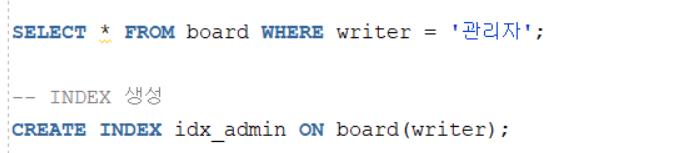 SELECT * FROM board WHERE writer = '관리자';
-- INDEX 생성
CREATE INDEX idx_admin ON board(writer);